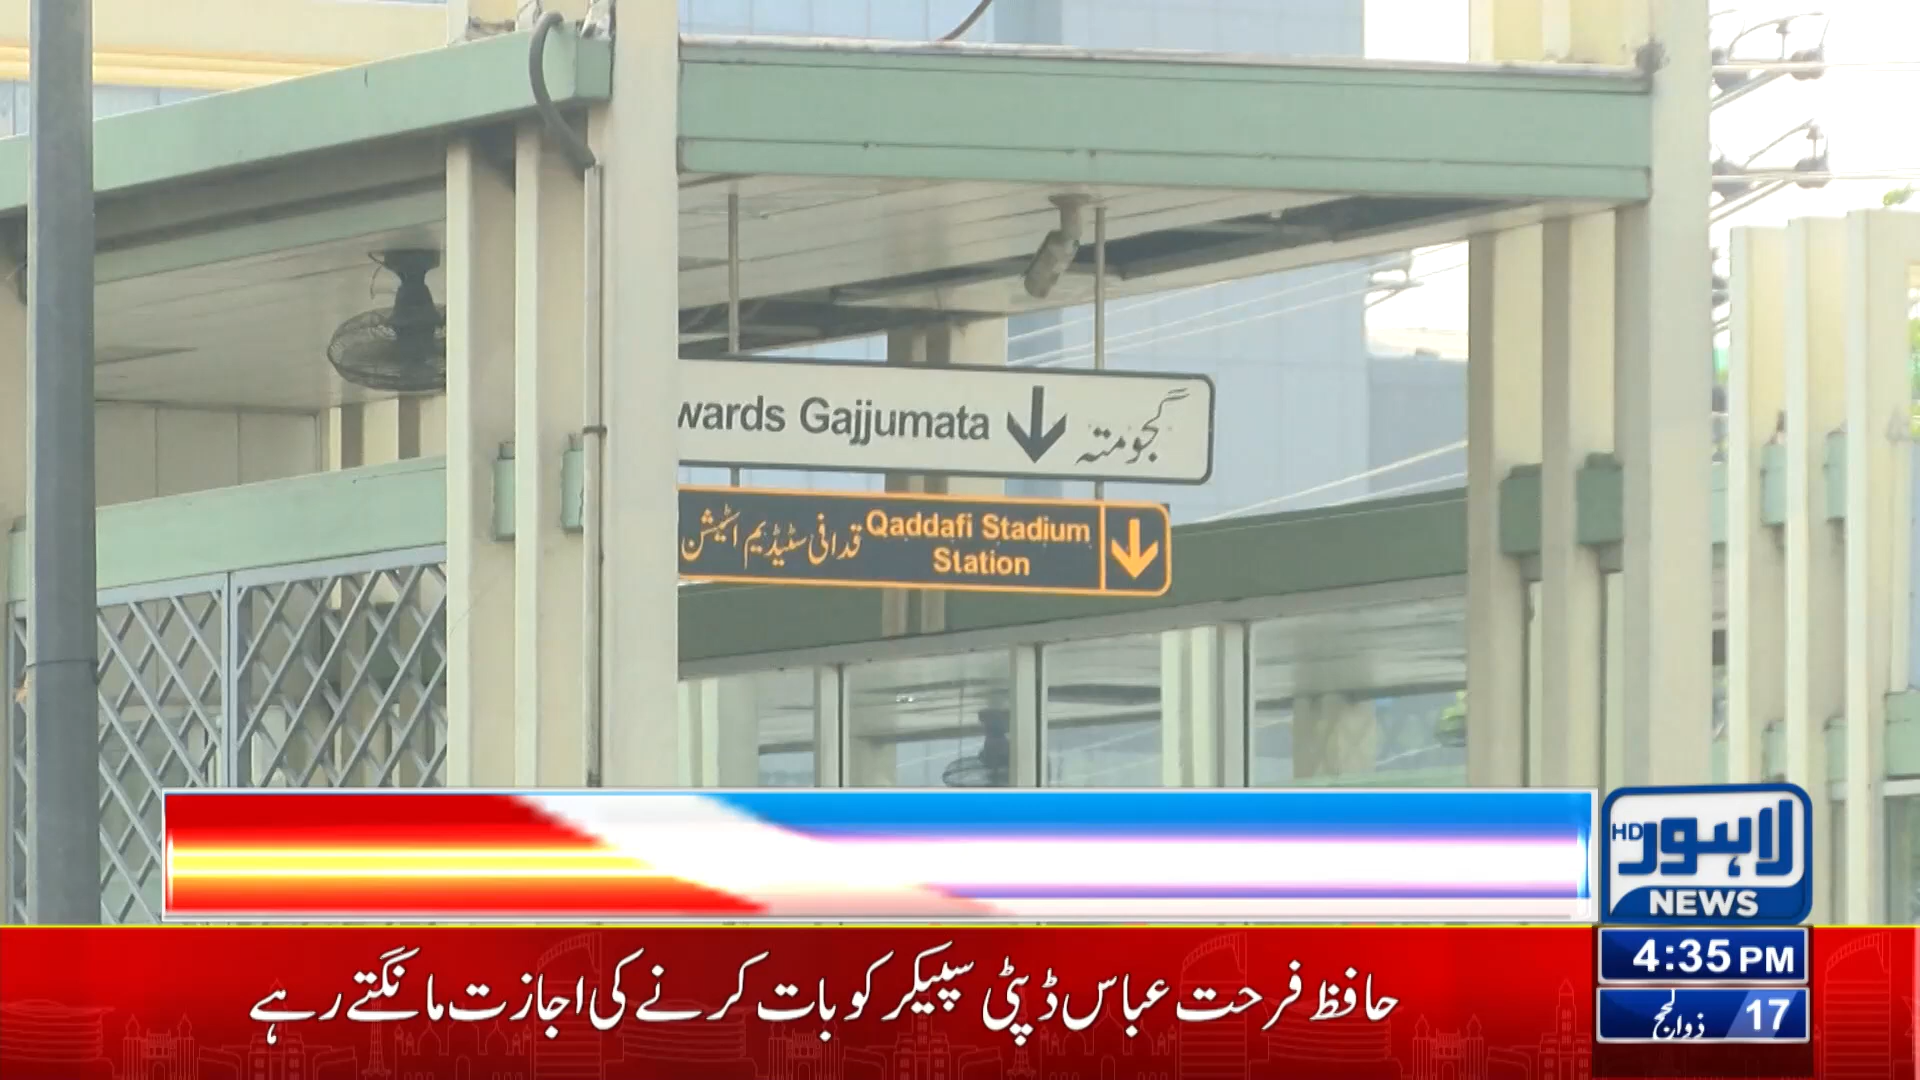 wards Gajjumata گجومتہ
قدافی سٹیڈیم اسٹیشن Qaddafi Stadium
Station
HD لاہور
NEWS
4:35 PM
17 ذوالحج
حافظ فرحت عباس ڈپٹی سپیکر کو بات کرنے کی اجازت مانگتے رہے